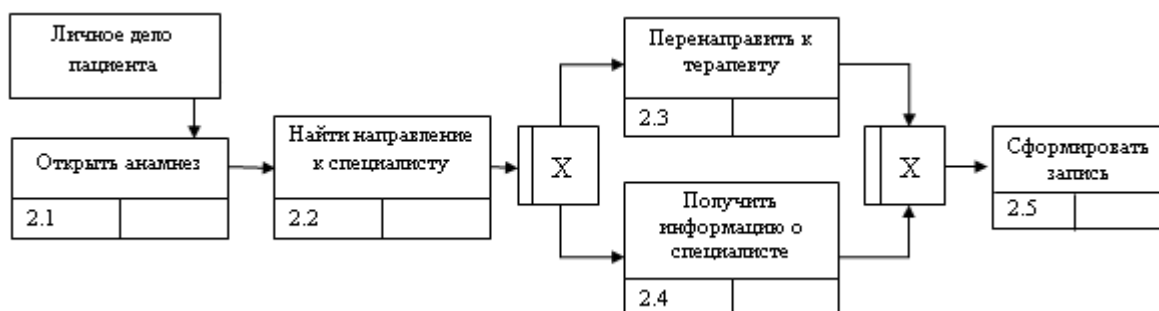 Личное дело
пациента
Открыть анамнез
2.1
Найти направление
к специалисту
2.2
X
Перенаправить к
терапевту
2.3
Получить
информацию о
специалисте
2.4
X
Сформировать
запись
2.5